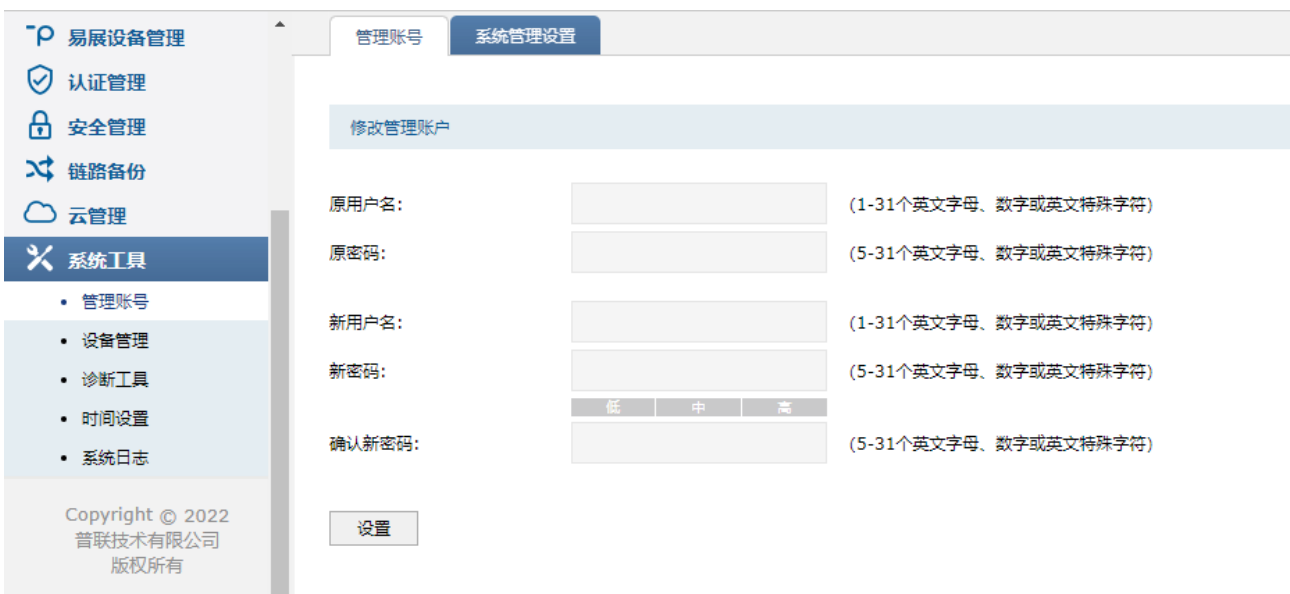 易展设备管理
认证管理
安全管理
链路备份
云管理
系统工具
• 管理账号
• 设备管理
• 诊断工具
• 时间设置
• 系统日志
Copyright © 2022
普联技术有限公司
版权所有
管理账号 系统管理设置
修改管理账户
原用户名: (1-31个英文字母、数字或英文特殊字符)
原密码: (5-31个英文字母、数字或英文特殊字符)
新用户名: (1-31个英文字母、数字或英文特殊字符)
新密码: (5-31个英文字母、数字或英文特殊字符)
低 中 高
确认新密码: (5-31个英文字母、数字或英文特殊字符)
设置